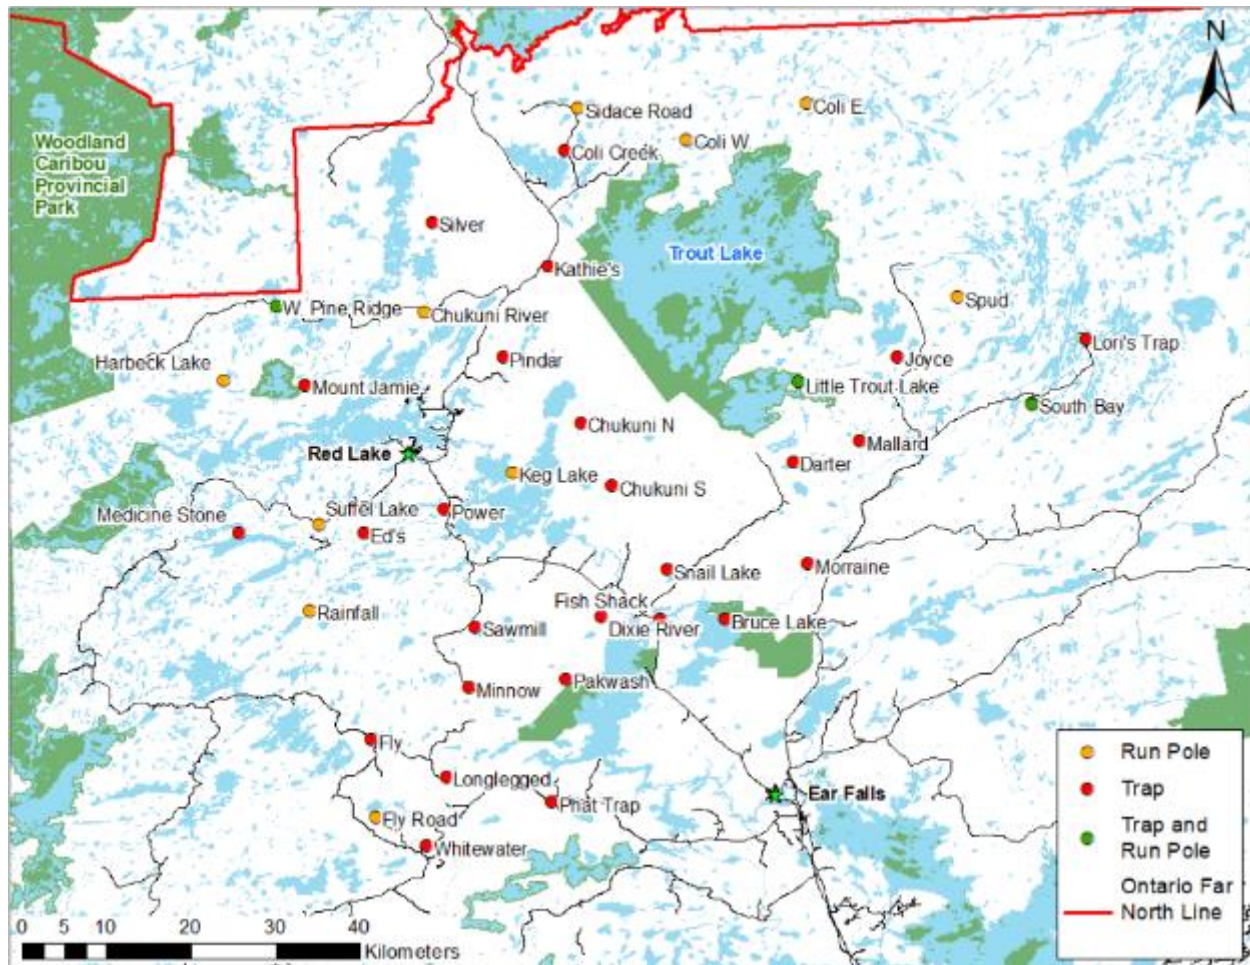 N
Sidace Road
Coli E.
Woodland
Caribou
Provincial
Park
Coli W.
Coli Creek
Silver
Trout Lake
Kathie's
W. Pine Ridge
Chukuni River
Spud
Harbeck Lake
Pindar
Joyce
Lori's Trap
Mount Jamie
Little Trout Lake
South Bay
Chukuni N
Red Lake
Mallard
Keg Lake
Darter
Chukuni S
Medicine Stone
Suffel Lake
Power
Ed's
Snail Lake
Morraine
Rainfall
Fish Shack
Sawmill
Dixie River
Bruce Lake
Minnow
Pakwash
Fly
Longlegged
Phat Trap
Ear Falls
Fly Road
Whitewater
Run Pole
Trap
Trap and
Run Pole
Ontario Far
North Line
0 5 10 20 30 40
Kilometers